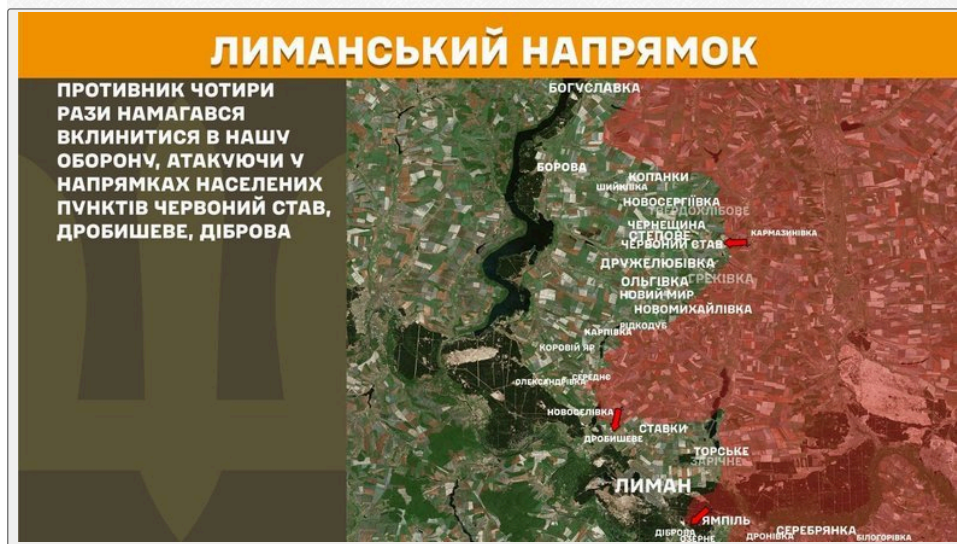 ЛИМАНСЬКИЙ НАПРЯМОК
ПРОТИВНИК ЧОТИРИ
РАЗИ НАМАГАВСЯ
ВКЛИНИТИСЯ В НАШУ
ОБОРОНУ, АТАКУЮЧИ У
НАПРЯМКАХ НАСЕЛЕНИХ
ПУНКТІВ ЧЕРВОНИЙ СТАВ,
ДРОБИШЕВЕ, ДІБРОВА
БОГУСЛАВКА
БОРОВА
КОПАНКИ
ШИЙКІВКА
НОВОСЕРГІЇВКА
ТВЕРДОХЛІБОВЕ
ЧЕРНЕЩИНА
КАРМАЗИНІВКА
СТЕПОВЕ
ЧЕРВОНИЙ СТАВ
ДРУЖЕЛЮБІВКА
ГРЕКІВКА
ОЛЬГІВКА
НОВИЙ МИР
НОВОМИХАЙЛІВКА
РІДКОДУБ
КАРПІВКА
КОРОВІЙ ЯР
СЕРЕДНЄ
ОЛЕКСАНДРІВКА
НОВОСЕЛІВКА
СТАВКИ
ДРОБИШЕВЕ
ТОРСЬКЕ
ЗАРІЧНЕ
ЛИМАН
ЯМПІЛЬ
ДІБРОВА
СЕРЕБРЯНКА
ОЗЕРНЕ
ДРОНІВКА
БІЛОГОРІВКА